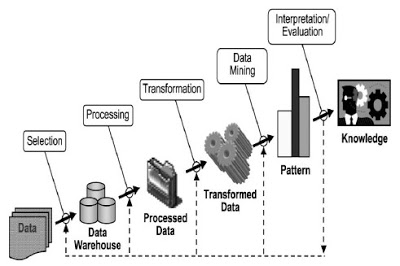 Interpretation/
Evaluation
Data
Mining
Transformation
Processing
Selection
Knowledge
Pattern
Transformed
Data
Processed
Data
Data
Warehouse
Data